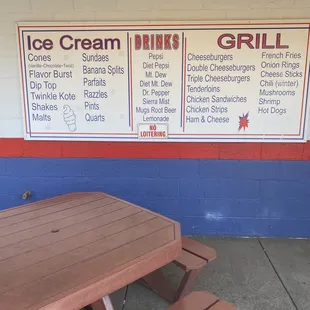 Ice Cream
Cones
(Vanilla-Chocolate-Twist)
Flavor Burst
Dip Top
Twinkle Kote
Shakes
Malts
Sundaes
Banana Splits
Parfaits
Razzles
Pints
Quarts
DRINKS
Pepsi
Diet Pepsi
Mt. Dew
Diet Mt. Dew
Dr. Pepper
Sierra Mist
Mugs Root Beer
Lemonade
NO
LOITERING
GRILL
Cheeseburgers
Double Cheeseburgers
Triple Cheeseburgers
Tenderloins
Chicken Sandwiches
Chicken Strips
Ham & Cheese
French Fries
Onion Rings
Cheese Sticks
Chili (winter)
Mushrooms
Shrimp
Hot Dogs